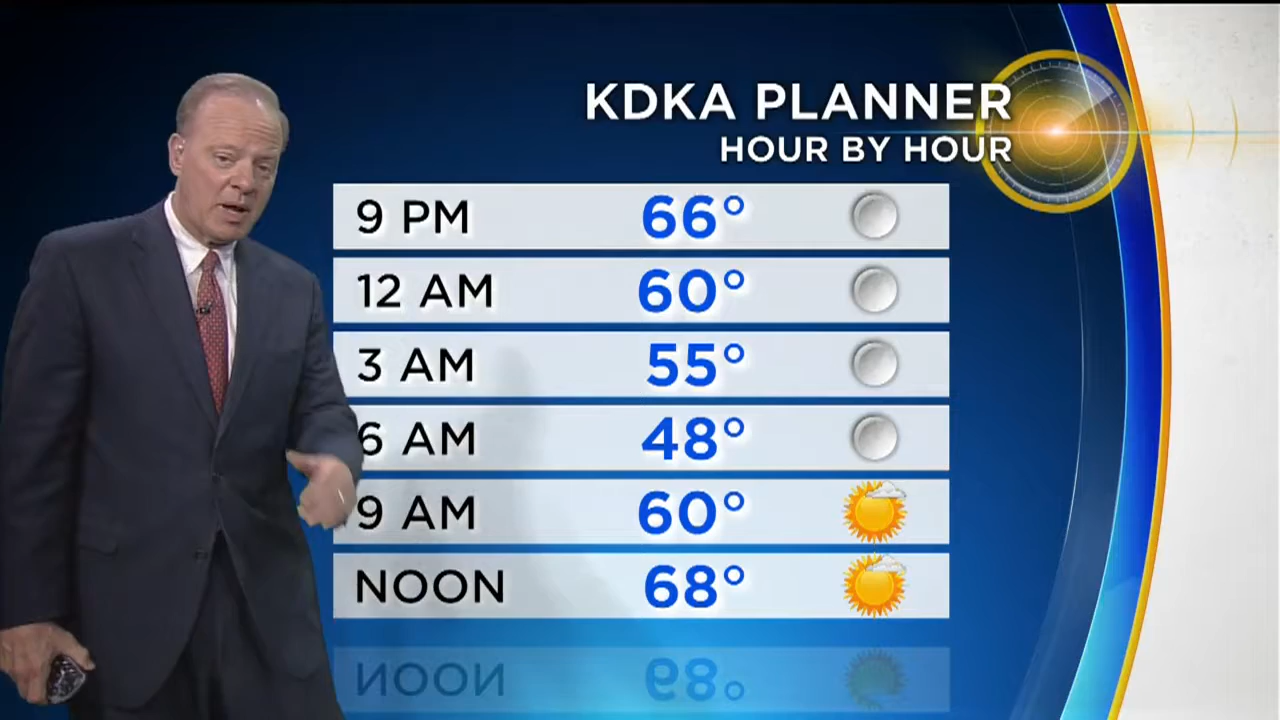 KDKA PLANNER
HOUR BY HOUR
9 PM 66°
12 AM 60°
3 AM 55°
6 AM 48°
9 AM 60°
NOON 68°